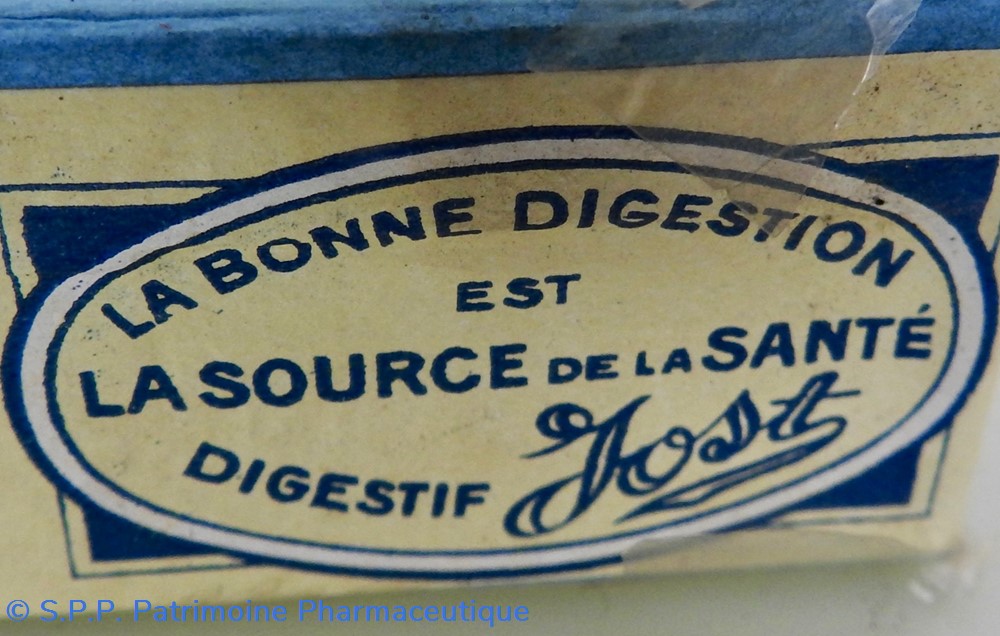 LA BONNE DIGESTION
EST
LA SOURCE DE LA SANTÉ
DIGESTIF Jost
© S.P.P. Patrimoine Pharmaceutique